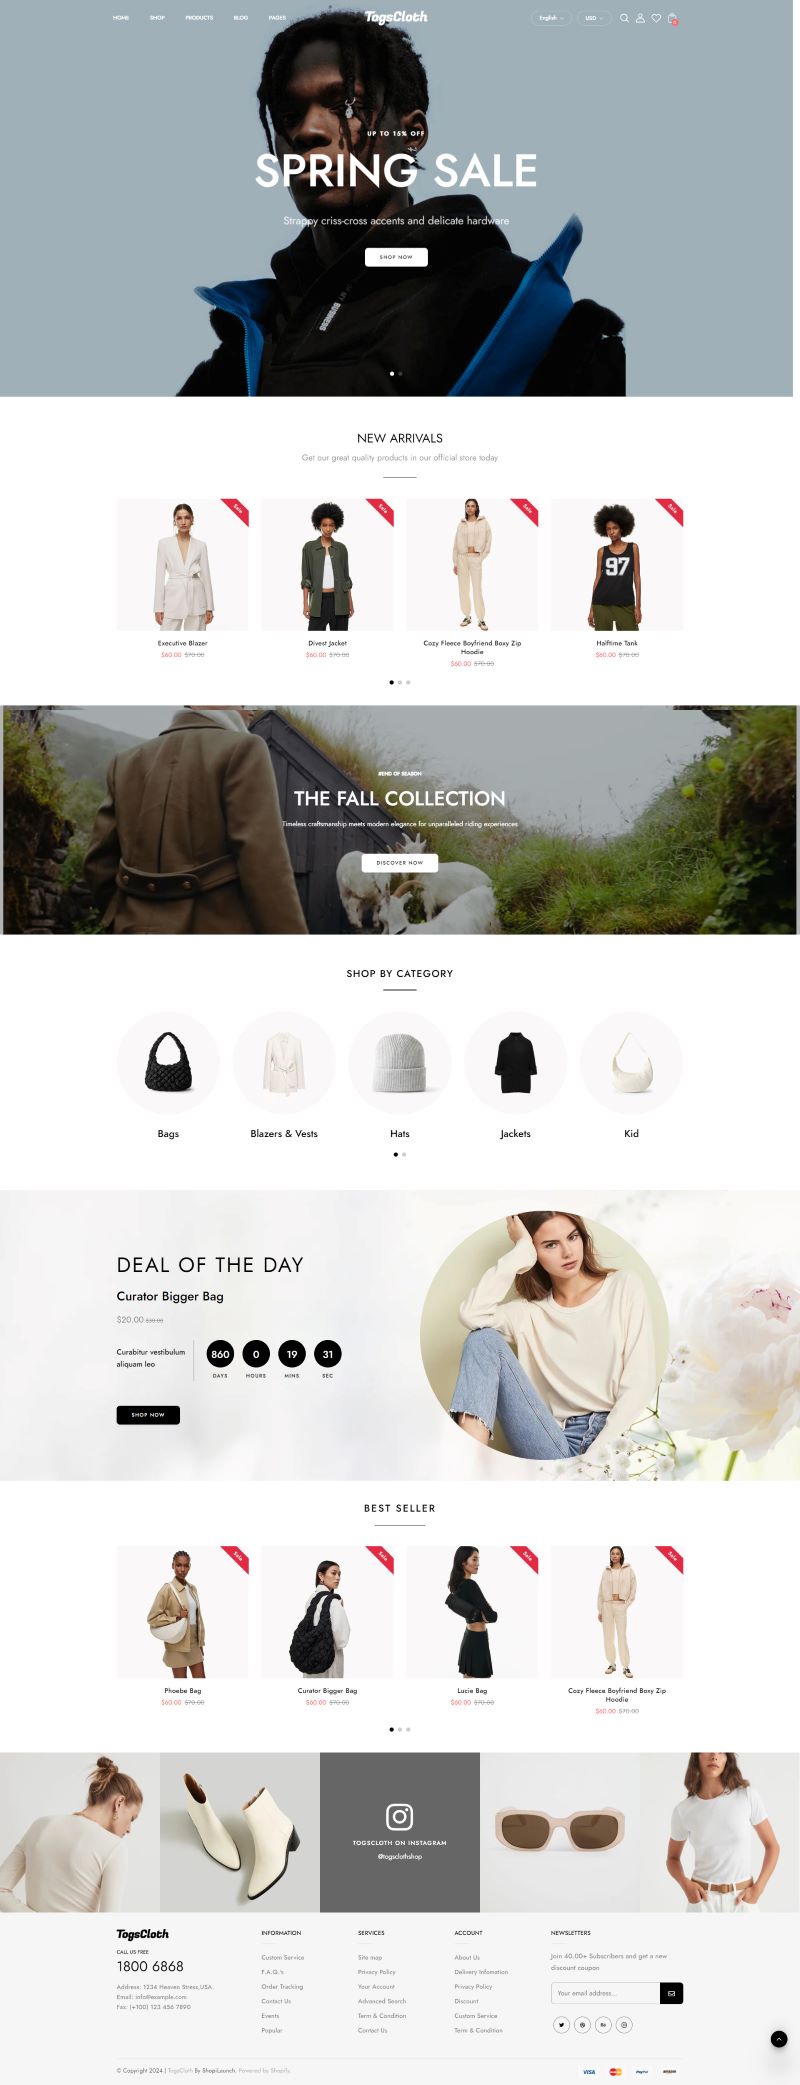 HOME SHOP PRODUCTS BLOG PAGES TogsCloth English USD 0
UP TO 15% OFF
SPRING SALE
Strappy criss-cross accents and delicate hardware
SHOP NOW
NEW ARRIVALS
Get our great quality products in our official store today
Sale Sale Sale Sale
97
Executive Blazer
$60.00 $70.00
Divest Jacket
$60.00 $70.00
Cozy Fleece Boyfriend Boxy Zip
Hoodie
$60.00 $70.00
Halftime Tank
$60.00 $70.00
#END OF SEASON
THE FALL COLLECTION
Timeless craftsmanship meets modern elegance for unparalleled riding experiences
DISCOVER NOW
SHOP BY CATEGORY
Bags
Blazers & Vests
Hats
Jackets
Kid
DEAL OF THE DAY
Curator Bigger Bag
$20.00 $30.00
Curabitur vestibulum
aliquam leo
860 0 19 31
DAYS HOURS MINS SEC
SHOP NOW
BEST SELLER
Sale Sale Sale Sale
Phoebe Bag
$60.00 $70.00
Curator Bigger Bag
$60.00 $70.00
Lucie Bag
$60.00 $70.00
Cozy Fleece Boyfriend Boxy Zip
Hoodie
$60.00 $70.00
TOGSCLOTH ON INSTAGRAM
@togsclothshop
TogsCloth
CALL US FREE
1800 6868
Address: 1234 Heaven Stress,USA.
Email: info@example.com
Fax: (+100) 123 456 7890
INFORMATION
Custom Service
F.A.Q.'s
Order Tracking
Contact Us
Events
Popular
SERVICES
Site map
Privacy Policy
Your Account
Advanced Search
Term & Condition
Contact Us
ACCOUNT
About Us
Delivery Infomation
Privacy Policy
Discount
Custom Service
Term & Condition
NEWSLETTERS
Join 40.00+ Subscribers and get a new
discount coupon
Your email address...
Copyright © 2024 | TogsCloth By ShopiLaunch. Powered by Shopify.
VISA PayPal amazon